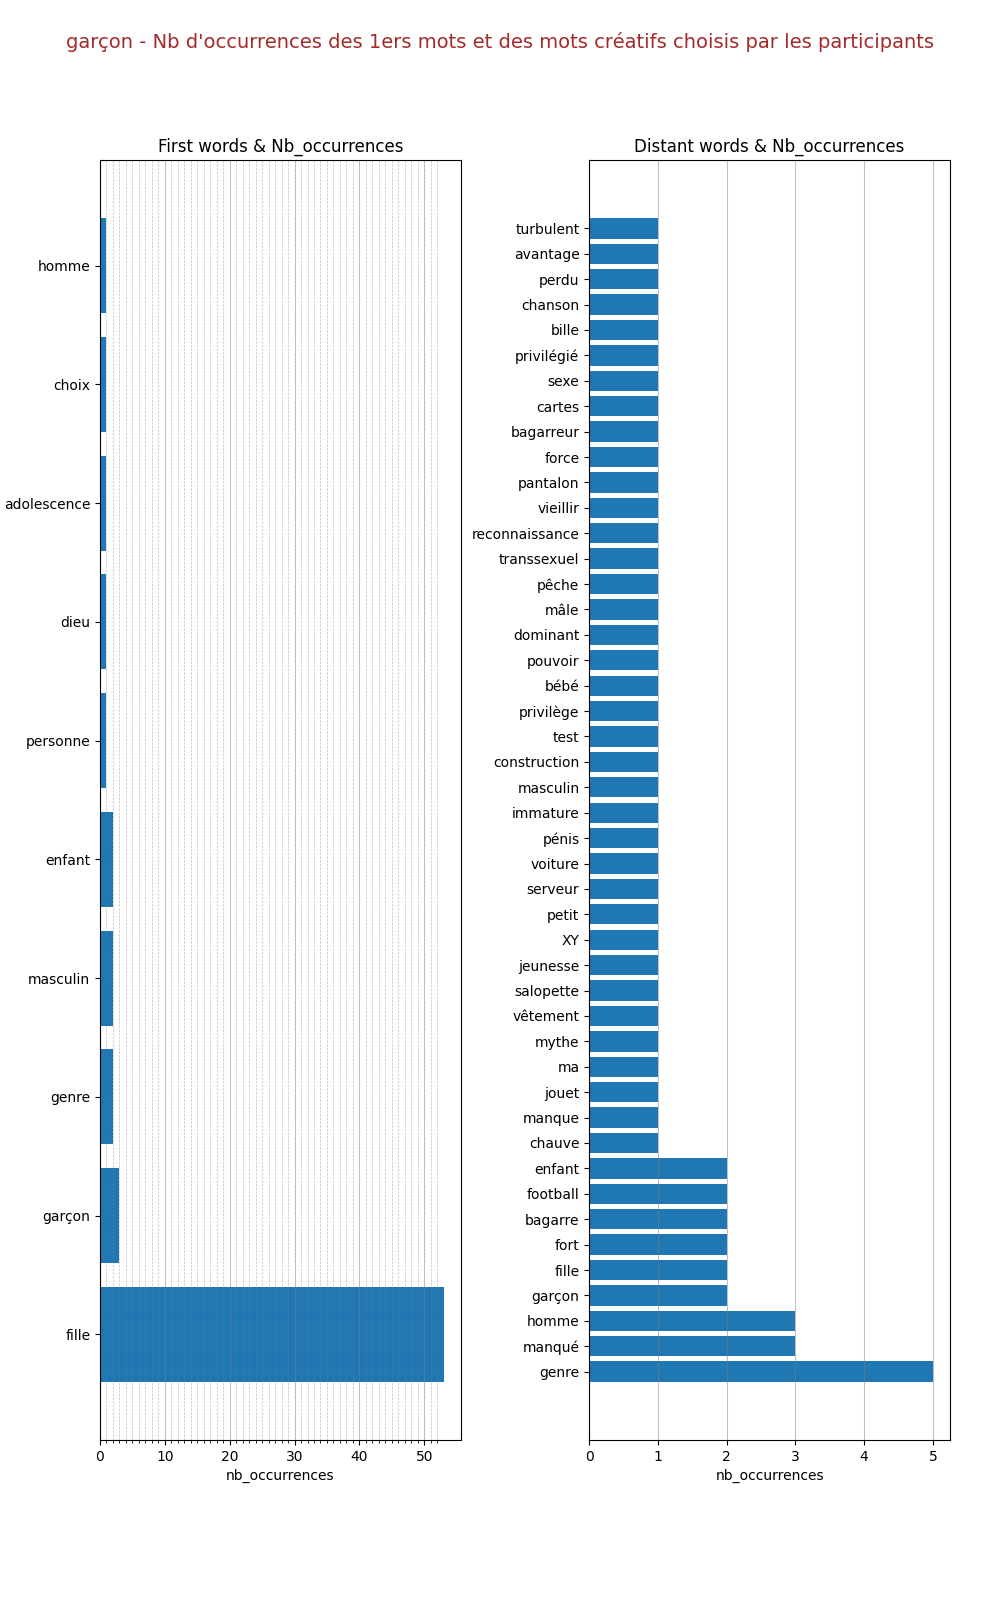 garçon - Nb d'occurrences des 1ers mots et des mots créatifs choisis par les participants
First words & Nb_occurrences
homme
choix
adolescence
dieu
personne
enfant
masculin
genre
garçon
fille
0 10 20 30 40 50
nb_occurrences
Distant words & Nb_occurrences
turbulent
avantage
perdu
chanson
bille
privilégié
sexe
cartes
bagarreur
force
pantalon
vieillir
reconnaissance
transsexuel
pêche
mâle
dominant
pouvoir
bébé
privilège
test
construction
masculin
immature
pénis
voiture
serveur
petit
XY
jeunesse
salopette
vêtement
mythe
ma
jouet
manque
chauve
enfant
football
bagarre
fort
fille
garçon
homme
manqué
genre
0 1 2 3 4 5
nb_occurrences